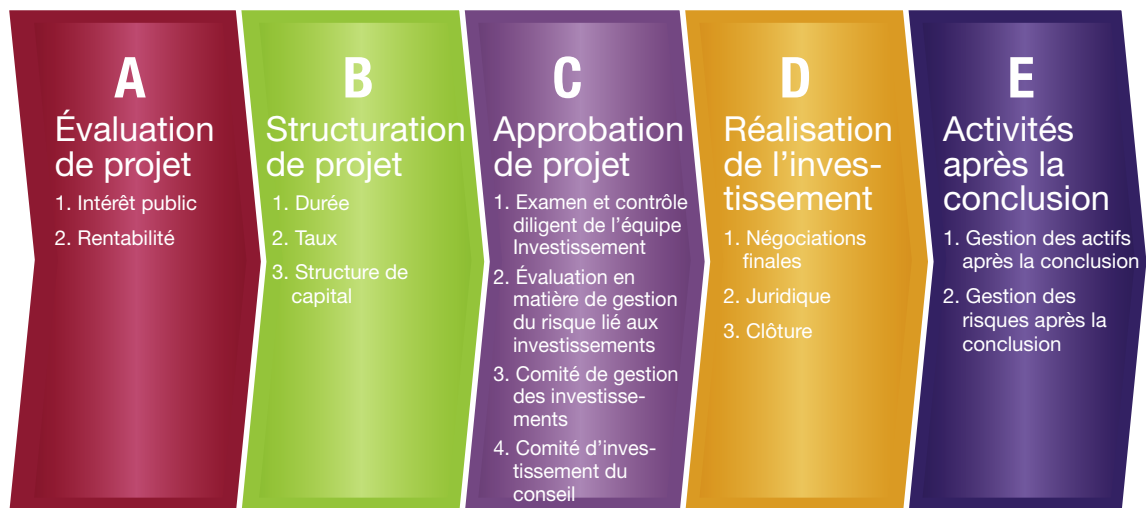 A
Évaluation
de projet
1. Intérêt public
2. Rentabilité
B
Structuration
de projet
1. Durée
2. Taux
3. Structure de
capital
C
Approbation
de projet
1. Examen et contrôle
diligent de l'équipe
Investissement
2. Évaluation en
matière de gestion
du risque lié aux
investissements
3. Comité de gestion
des investisse-
ments
4. Comité d'inves-
tissement du
conseil
D
Réalisation
de l'inves-
tissement
1. Négociations
finales
2. Juridique
3. Clôture
E
Activités
après la
conclusion
1. Gestion des actifs
après la conclusion
2. Gestion des
risques après la
conclusion